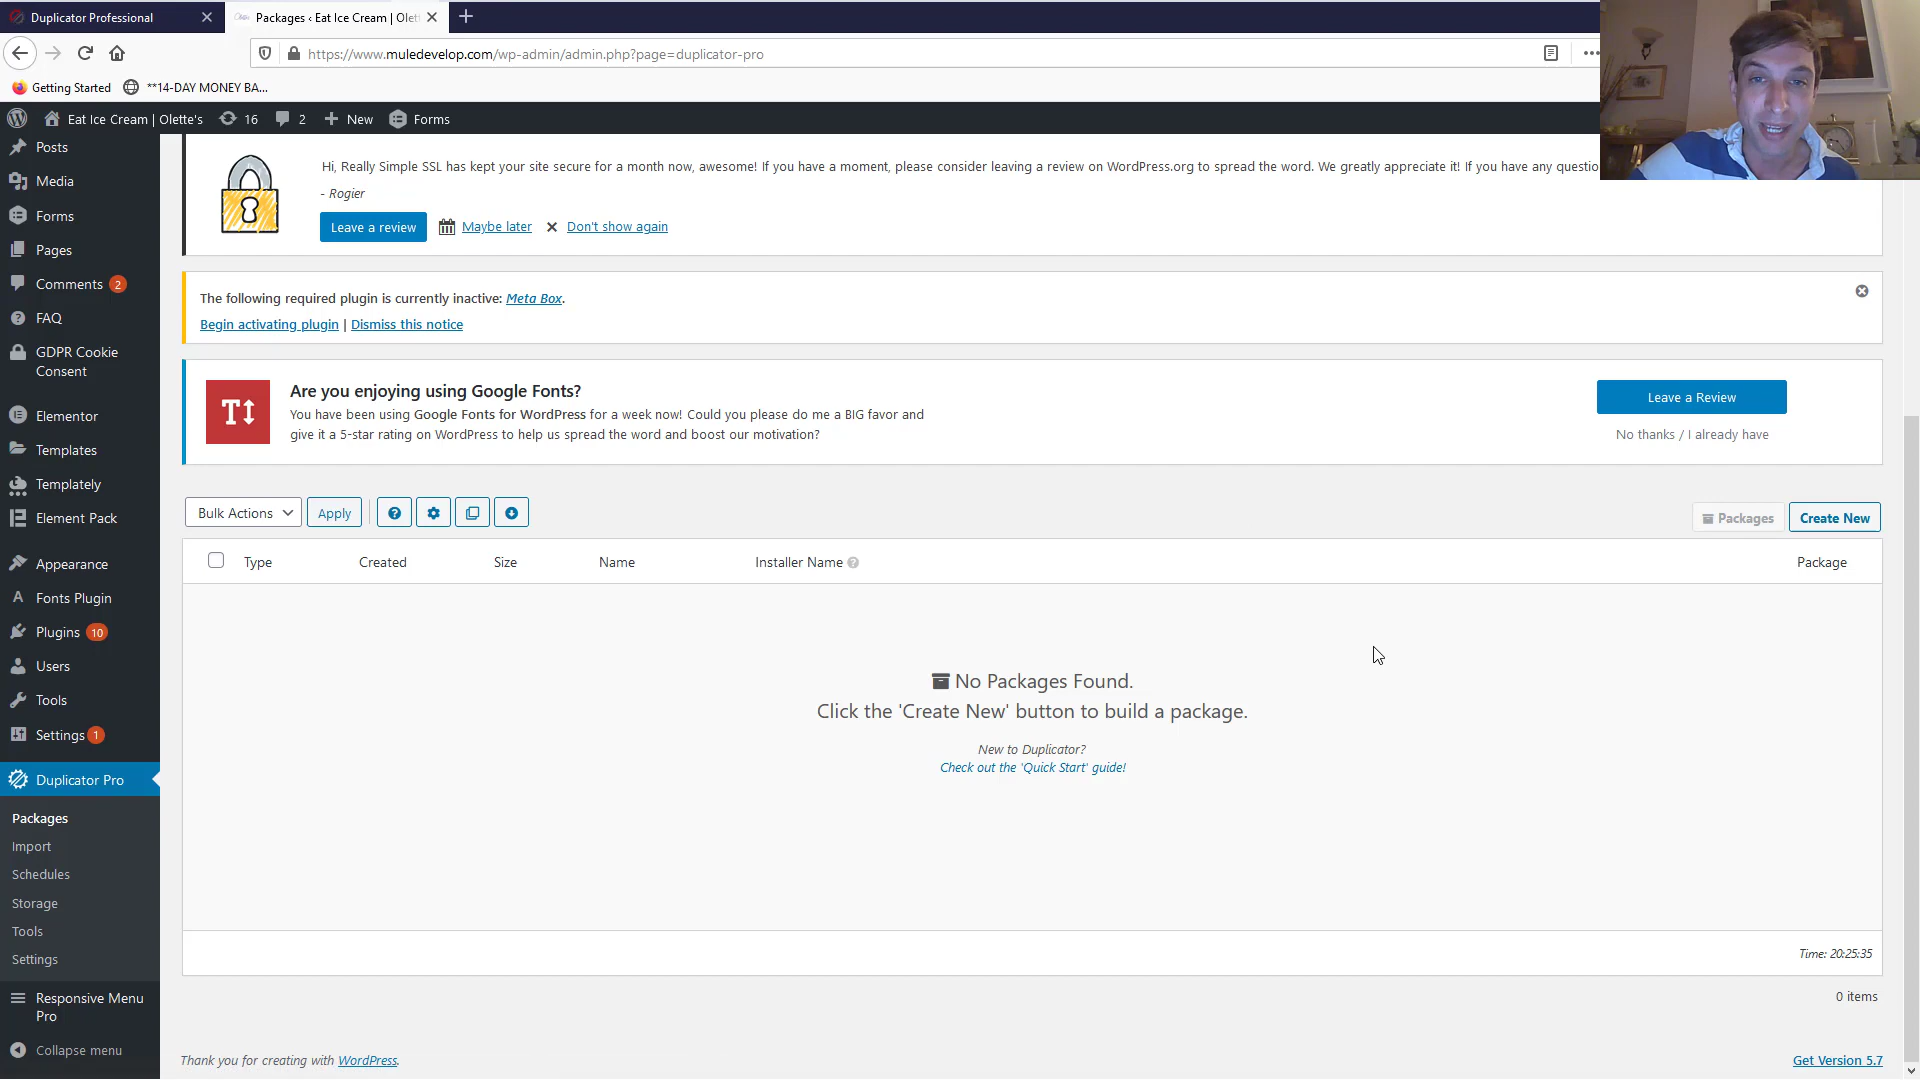 Duplicator Professional
Packages ‹ Eat Ice Cream | Olet
https://www.muledevelop.com/wp-admin/admin.php?page=duplicator-pro
Getting Started
**14-DAY MONEY BA...
Eat Ice Cream | Olette's
16
2
New
Forms
Posts
Media
Forms
Pages
Comments 2
FAQ
GDPR Cookie
Consent
Elementor
Templates
Templately
Element Pack
Appearance
Fonts Plugin
Plugins 10
Users
Tools
Settings 1
Duplicator Pro
Packages
Import
Schedules
Storage
Tools
Settings
Responsive Menu
Pro
Collapse menu
Hi, Really Simple SSL has kept your site secure for a month now, awesome! If you have a moment, please consider leaving a review on WordPress.org to spread the word. We greatly appreciate it! If you have any questio
- Rogier
Leave a review
Maybe later
Don't show again
The following required plugin is currently inactive: Meta Box.
Begin activating plugin | Dismiss this notice
Are you enjoying using Google Fonts?
You have been using Google Fonts for WordPress for a week now! Could you please do me a BIG favor and
give it a 5-star rating on WordPress to help us spread the word and boost our motivation?
Leave a Review
No thanks / I already have
Bulk Actions
Apply
Packages
Create New
Type
Created
Size
Name
Installer Name
Package
No Packages Found.
Click the 'Create New' button to build a package.
New to Duplicator?
Check out the 'Quick Start' guide!
Time: 20:25:35
0 items
Thank you for creating with WordPress.
Get Version 5.7